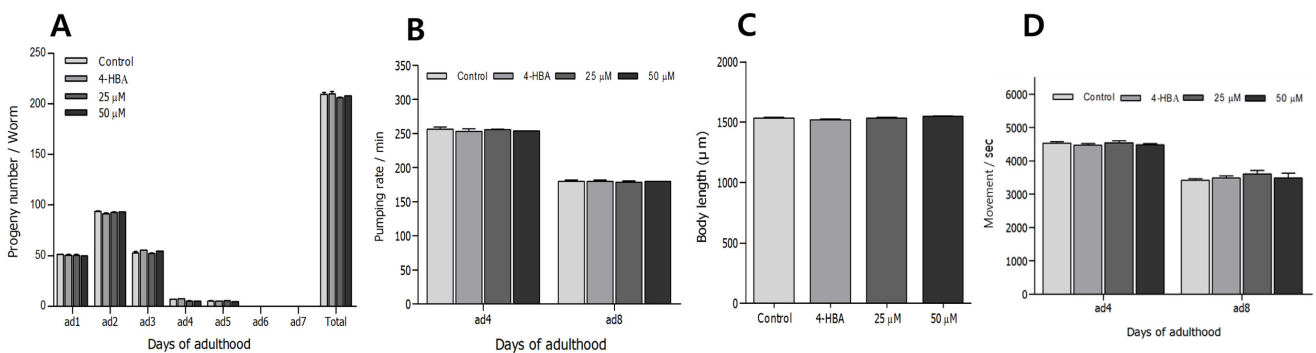 A
250
200
150
100
50
0
Progeny number / Worm
Control
4-HBA
25 μM
50 μM
ad1 ad2 ad3 ad4 ad5 ad6 ad7 Total
Days of adulthood
B
350
300
250
200
150
100
50
0
Pumping rate / min
Control 4-HBA 25 μM 50 μM
ad4 ad8
Days of adulthood
C
2000
1500
1000
500
0
Body length (μm)
Control 4-HBA 25 μM 50 μM
D
6000
5000
4000
3000
2000
1000
0
Movement / sec
Control 4-HBA 25 μM 50 μM
ad4 ad8
Days of adulthood